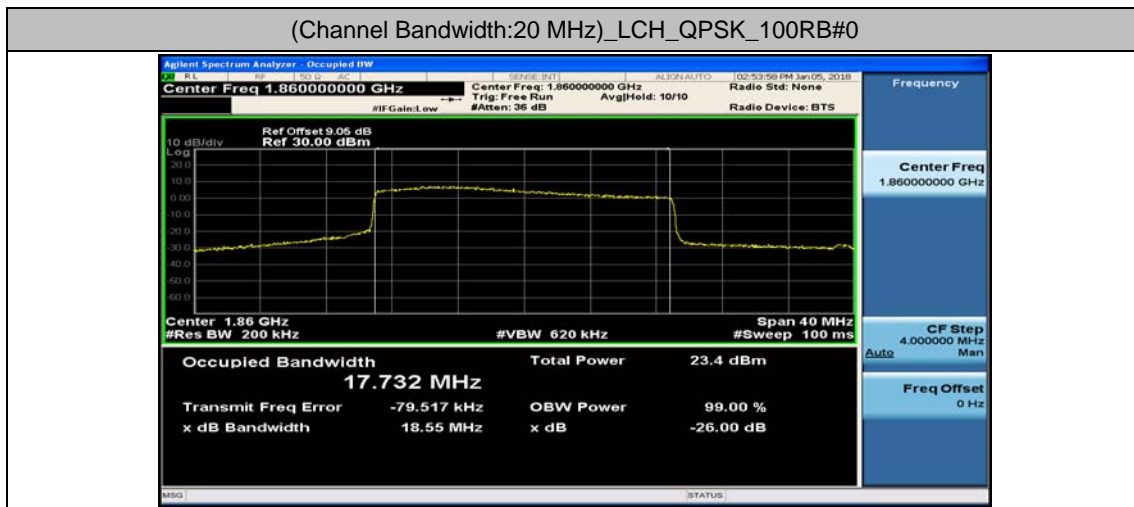 (Channel Bandwidth:20 MHz)_LCH_QPSK_100RB#0
Agilent Spectrum Analyzer - Occupied BW
RL RF 50 Ω AC SENSE:INT ALIGN AUTO 02:53:58 PM Jan 05, 2018
Center Freq 1.860000000 GHz
Center Freq: 1.860000000 GHz
Radio Std: None
Trig: Free Run Avg|Hold: 10/10
#IFGain:Low #Atten: 36 dB Radio Device: BTS
Frequency
Ref Offset 9.05 dB
10 dB/div Ref 30.00 dBm
Log
20.0
10.0
0.00
-10.0
-20.0
-30.0
-40.0
-50.0
-60.0
Center Freq
1.860000000 GHz
Center 1.86 GHz Span 40 MHz
#Res BW 200 kHz #VBW 620 kHz #Sweep 100 ms
CF Step
4.000000 MHz
Auto Man
Occupied Bandwidth Total Power 23.4 dBm
17.732 MHz
Transmit Freq Error -79.517 kHz OBW Power 99.00 %
x dB Bandwidth 18.55 MHz x dB -26.00 dB
Freq Offset
0 Hz
MSG STATUS